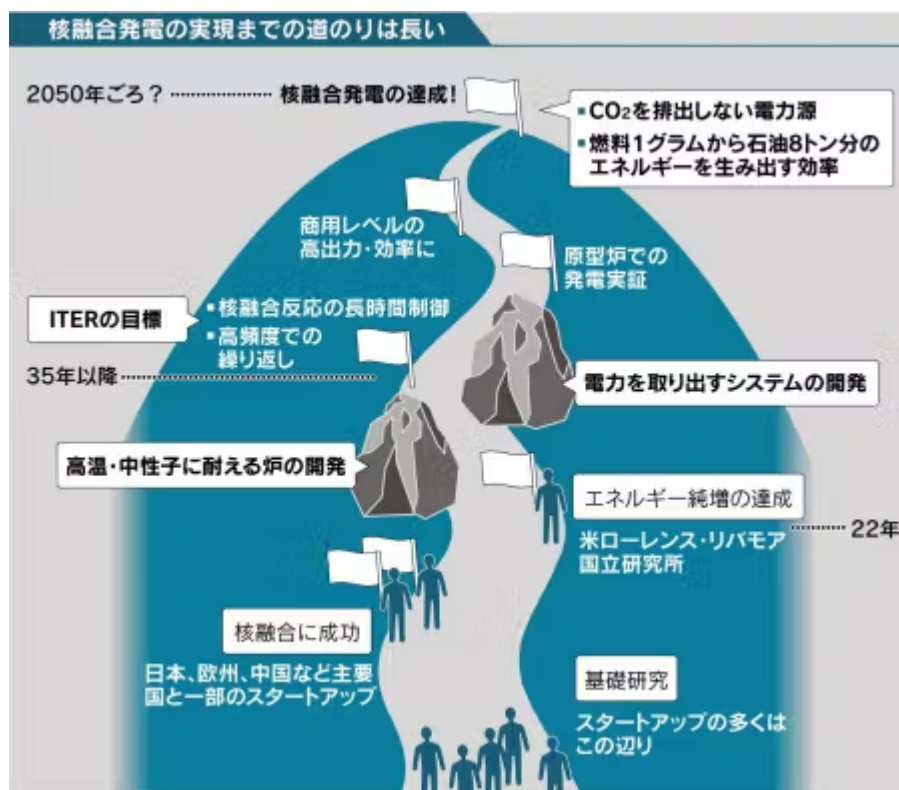 核融合発電の実現までの道のりは長い
2050年ごろ？
核融合発電の達成！
▪CO₂を排出しない電力源
▪燃料1グラムから石油8トン分の
エネルギーを生み出す効率
商用レベルの
高出力・効率に
原型炉での
発電実証
ITERの目標
▪核融合反応の長時間制御
▪高頻度での
繰り返し
35年以降
電力を取り出すシステムの開発
高温・中性子に耐える炉の開発
エネルギー純増の達成
22年
米ローレンス・リバモア
国立研究所
核融合に成功
日本、欧州、中国など主要
国と一部のスタートアップ
基礎研究
スタートアップの多くは
この辺り